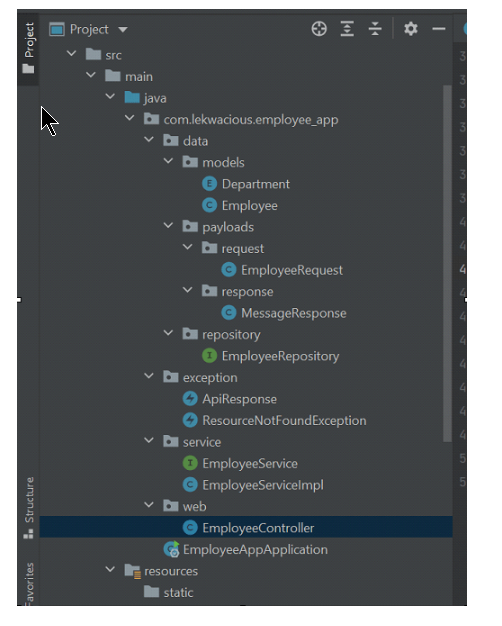 Project
Project
src
main
java
com.lekwacious.employee_app
data
models
E Department
C Employee
payloads
request
C EmployeeRequest
response
C MessageResponse
repository
I EmployeeRepository
exception
ApiResponse
ResourceNotFoundException
service
I EmployeeService
C EmployeeServiceImpl
web
C EmployeeController
EmployeeAppApplication
resources
static
Structure
Favorites